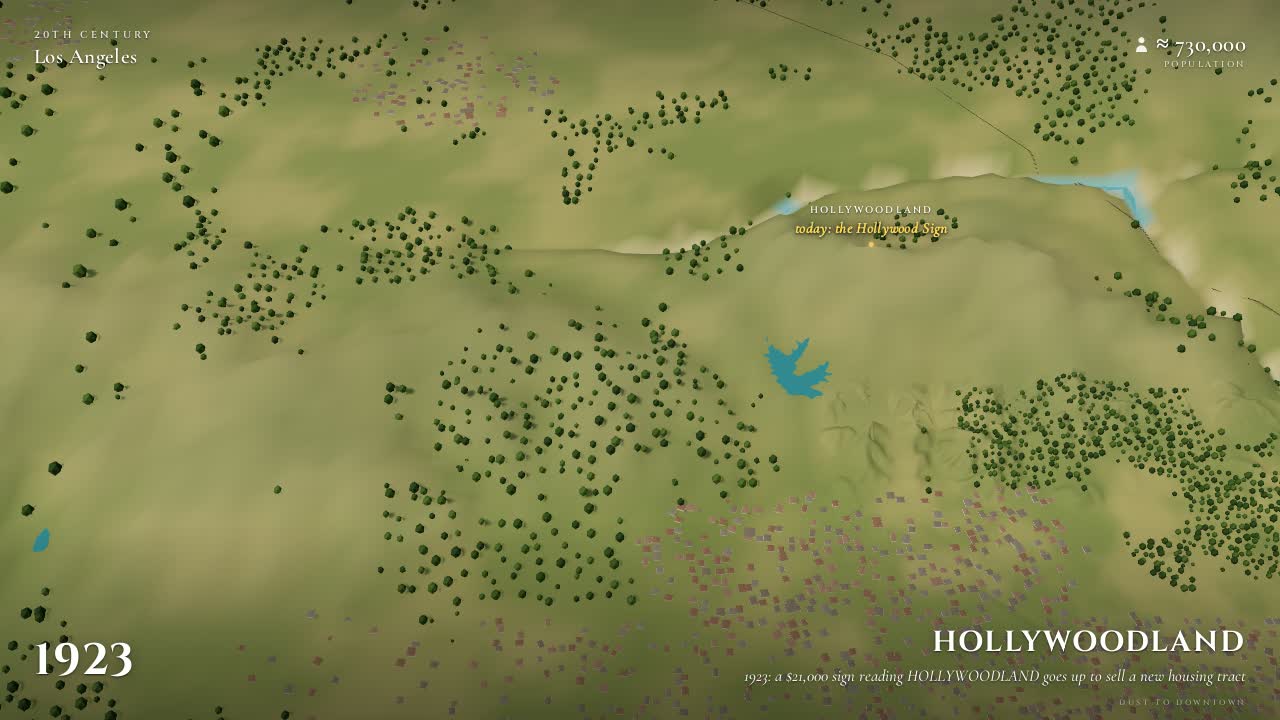 20TH CENTURY
Los Angeles
≈ 730,000
POPULATION
HOLLYWOODLAND
today: the Hollywood Sign
1923
HOLLYWOODLAND
1923: a $21,000 sign reading HOLLYWOODLAND goes up to sell a new housing tract
DUST TO DOWNTOWN